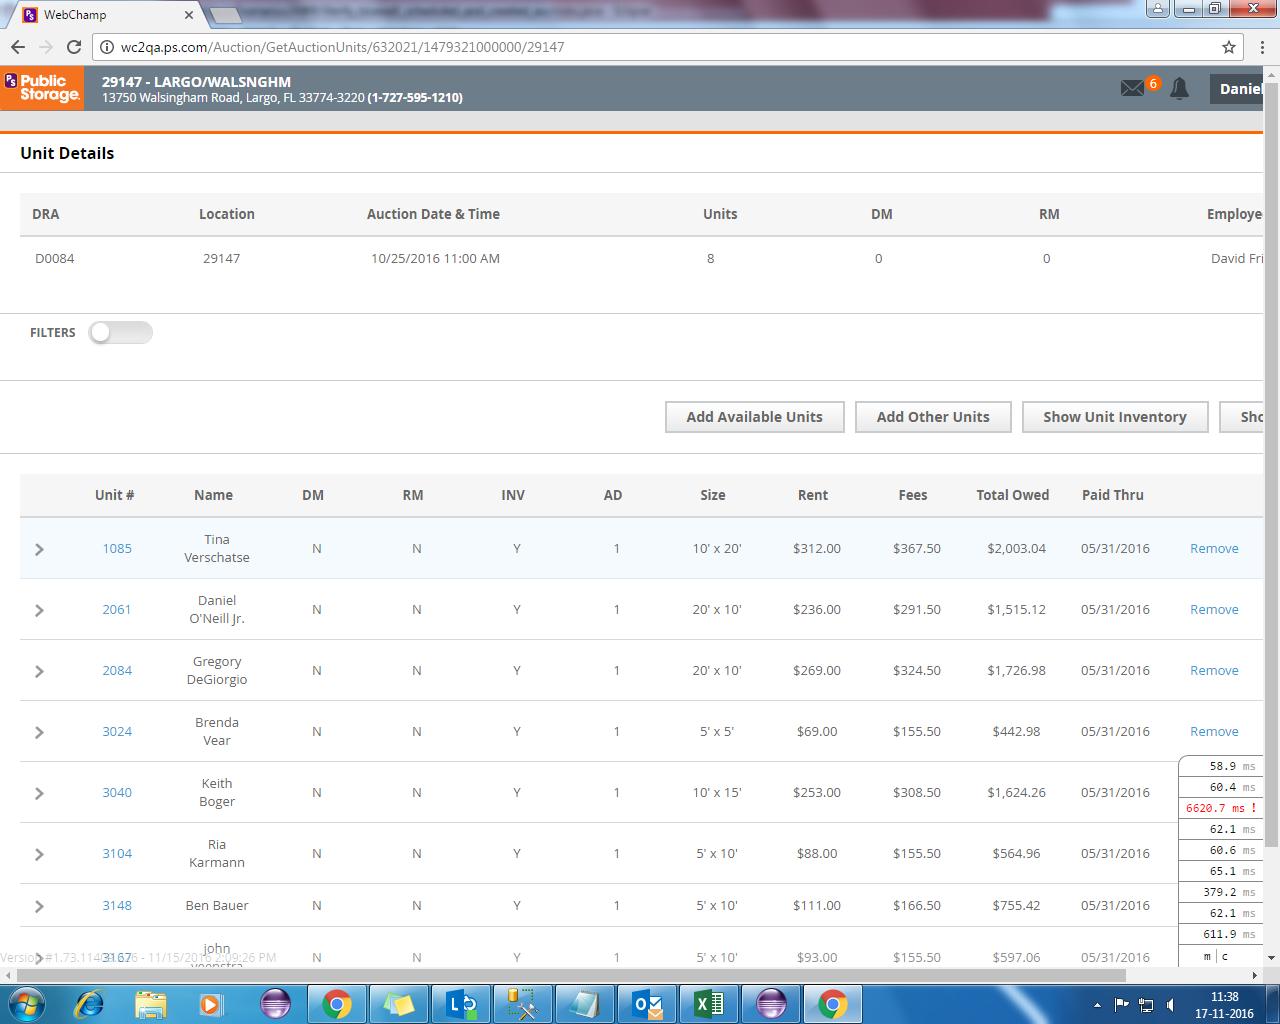 WebChamp
wc2qa.ps.com/Auction/GetAuctionUnits/632021/1479321000000/29147
PS Public Storage.
29147 - LARGO/WALSNGHM
13750 Walsingham Road, Largo, FL 33774-3220 (1-727-595-1210)
6
Daniel
Unit Details
DRA Location Auction Date & Time Units DM RM Employe
D0084 29147 10/25/2016 11:00 AM 8 0 0 David Fri
FILTERS
Add Available Units Add Other Units Show Unit Inventory Sho
Unit # Name DM RM INV AD Size Rent Fees Total Owed Paid Thru
1085 Tina Verschatse N N Y 1 10' x 20' $312.00 $367.50 $2,003.04 05/31/2016 Remove
2061 Daniel O'Neill Jr. N N Y 1 20' x 10' $236.00 $291.50 $1,515.12 05/31/2016 Remove
2084 Gregory DeGiorgio N N Y 1 20' x 10' $269.00 $324.50 $1,726.98 05/31/2016 Remove
3024 Brenda Vear N N Y 1 5' x 5' $69.00 $155.50 $442.98 05/31/2016 Remove
3040 Keith Boger N N Y 1 10' x 15' $253.00 $308.50 $1,624.26 05/31/2016
3104 Ria Karmann N N Y 1 5' x 10' $88.00 $155.50 $564.96 05/31/2016
3148 Ben Bauer N N Y 1 5' x 10' $111.00 $166.50 $755.42 05/31/2016
3167 john veenstra N N Y 1 5' x 10' $93.00 $155.50 $597.06 05/31/2016
58.9 ms
60.4 ms
6620.7 ms !
62.1 ms
60.6 ms
65.1 ms
379.2 ms
62.1 ms
611.9 ms
m | c
11/15/2016 2:09:26 PM
11:38
17-11-2016